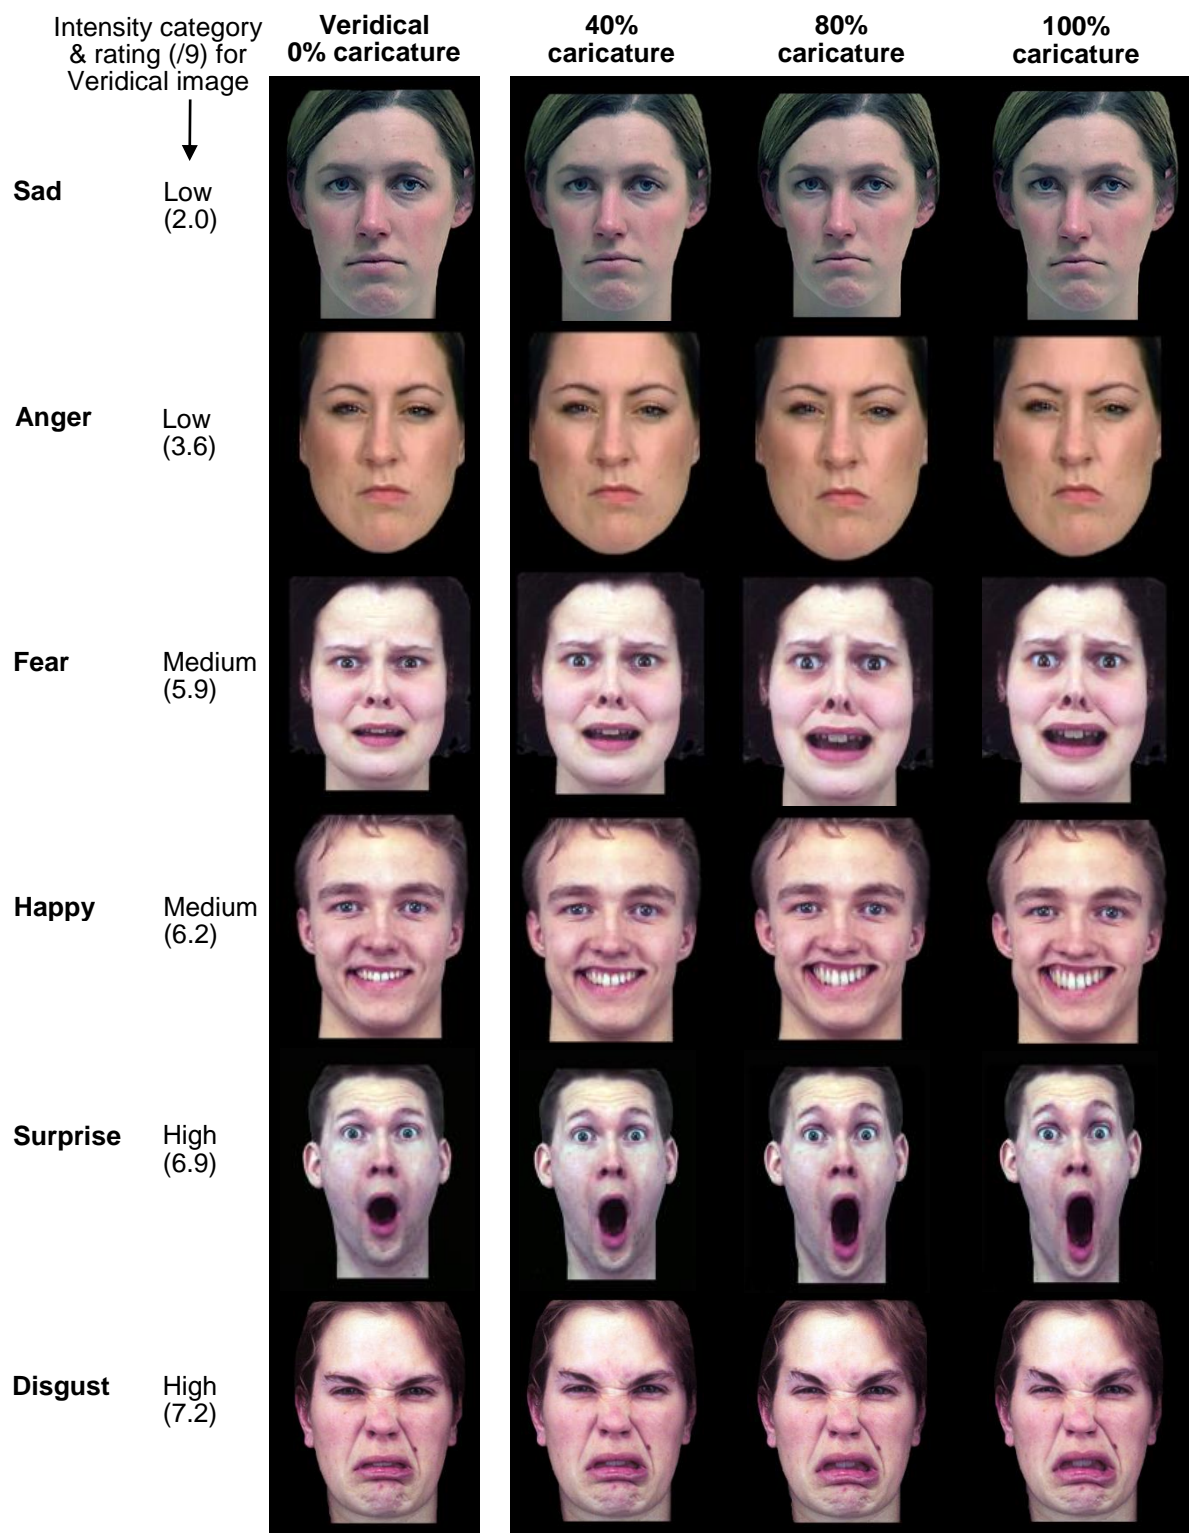 Intensity category
& rating (/9) for
Veridical image
Veridical
0% caricature
40%
caricature
80%
caricature
100%
caricature
Sad
Low
(2.0)
Anger
Low
(3.6)
Fear
Medium
(5.9)
Happy
Medium
(6.2)
Surprise
High
(6.9)
Disgust
High
(7.2)